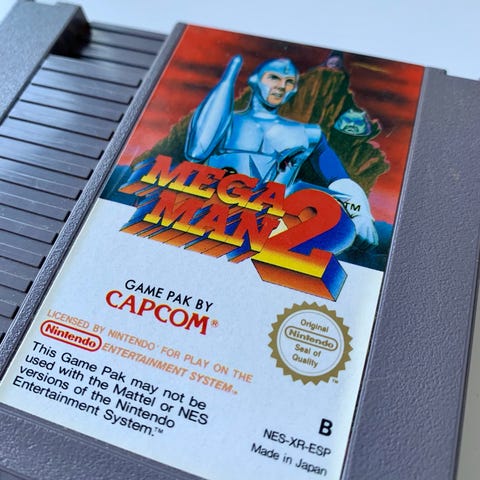 MEGA
MAN 2
TM
GAME PAK BY
CAPCOM®
LICENSED BY NINTENDO® FOR PLAY ON THE
Nintendo ENTERTAINMENT SYSTEM™
This Game Pak may not be
used with the Mattel or NES
versions of the Nintendo
Entertainment System.™
Original
Nintendo
Seal of
Quality
TM
B
NES-XR-ESP
Made in Japan